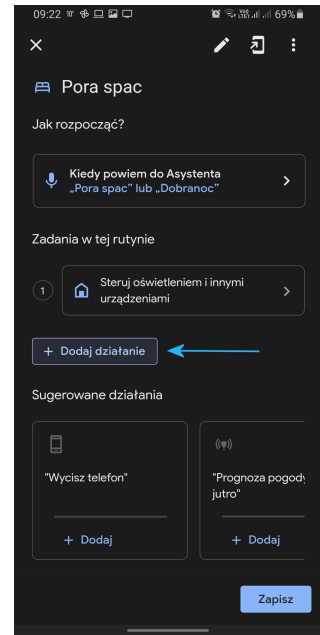 09:22 69%
Pora spac
Jak rozpocząć?
Kiedy powiem do Asystenta
„Pora spac” lub „Dobranoc”
Zadania w tej rutynie
1
Steruj oświetleniem i innymi
urządzeniami
+ Dodaj działanie
Sugerowane działania
"Wycisz telefon"
"Prognoza pogody
jutro"
+ Dodaj
+ Dodaj
Zapisz